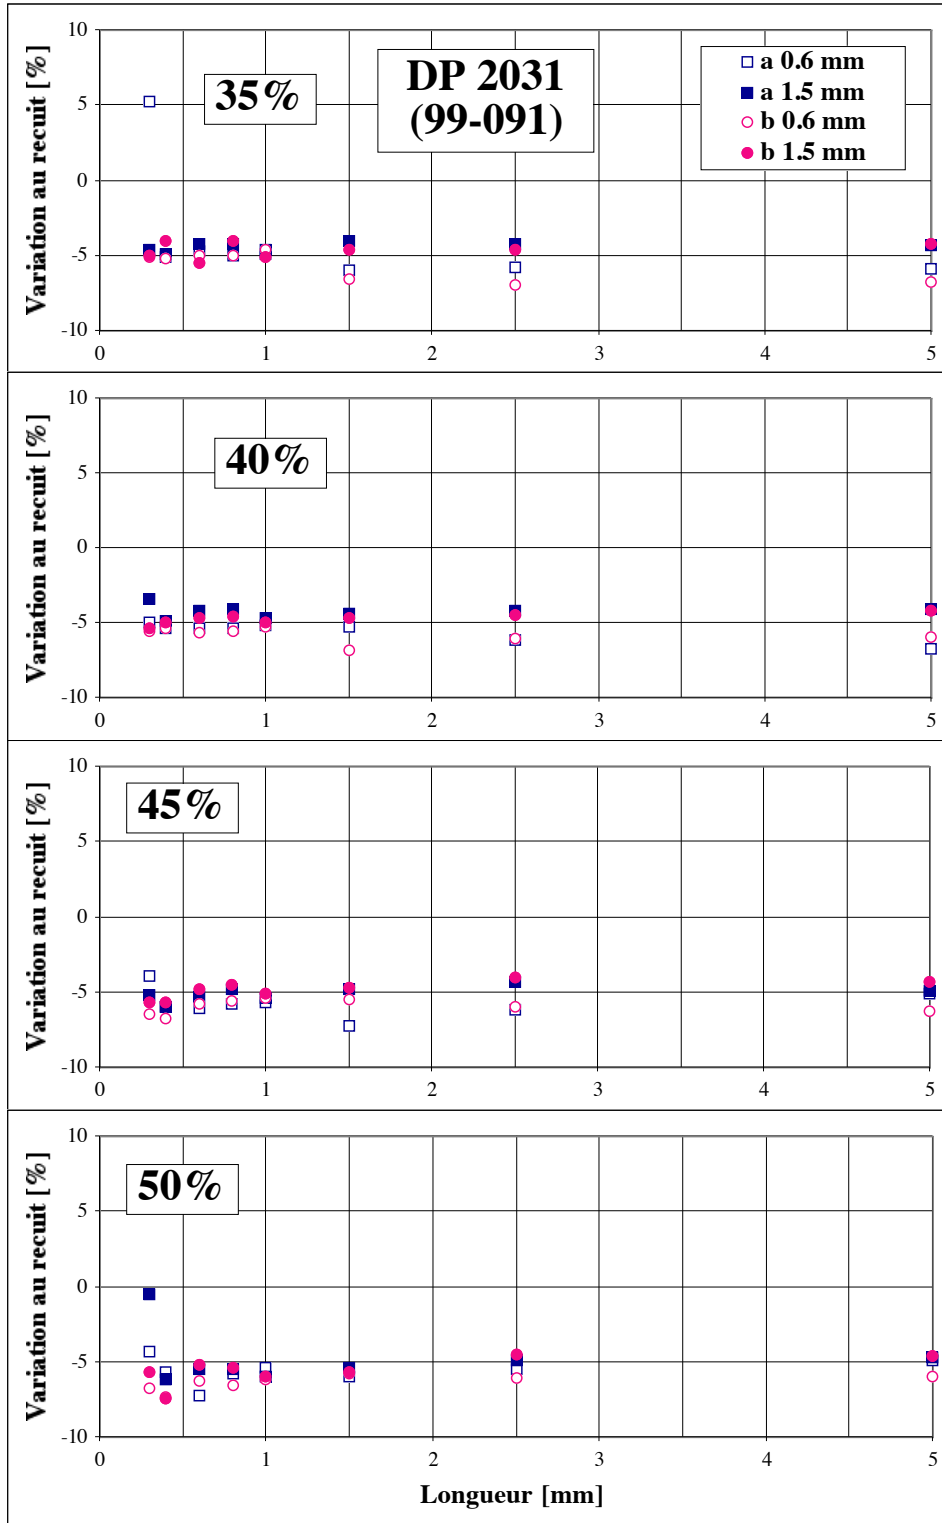 10
5
0
-5
-10
Variation au recuit [%]
35%
DP 2031
(99-091)
a 0.6 mm
a 1.5 mm
b 0.6 mm
b 1.5 mm
0 1 2 3 4 5
10
5
0
-5
-10
Variation au recuit [%]
40%
0 1 2 3 4 5
10
5
0
-5
-10
Variation au recuit [%]
45%
0 1 2 3 4 5
10
5
0
-5
-10
Variation au recuit [%]
50%
0 1 2 3 4 5
Longueur [mm]